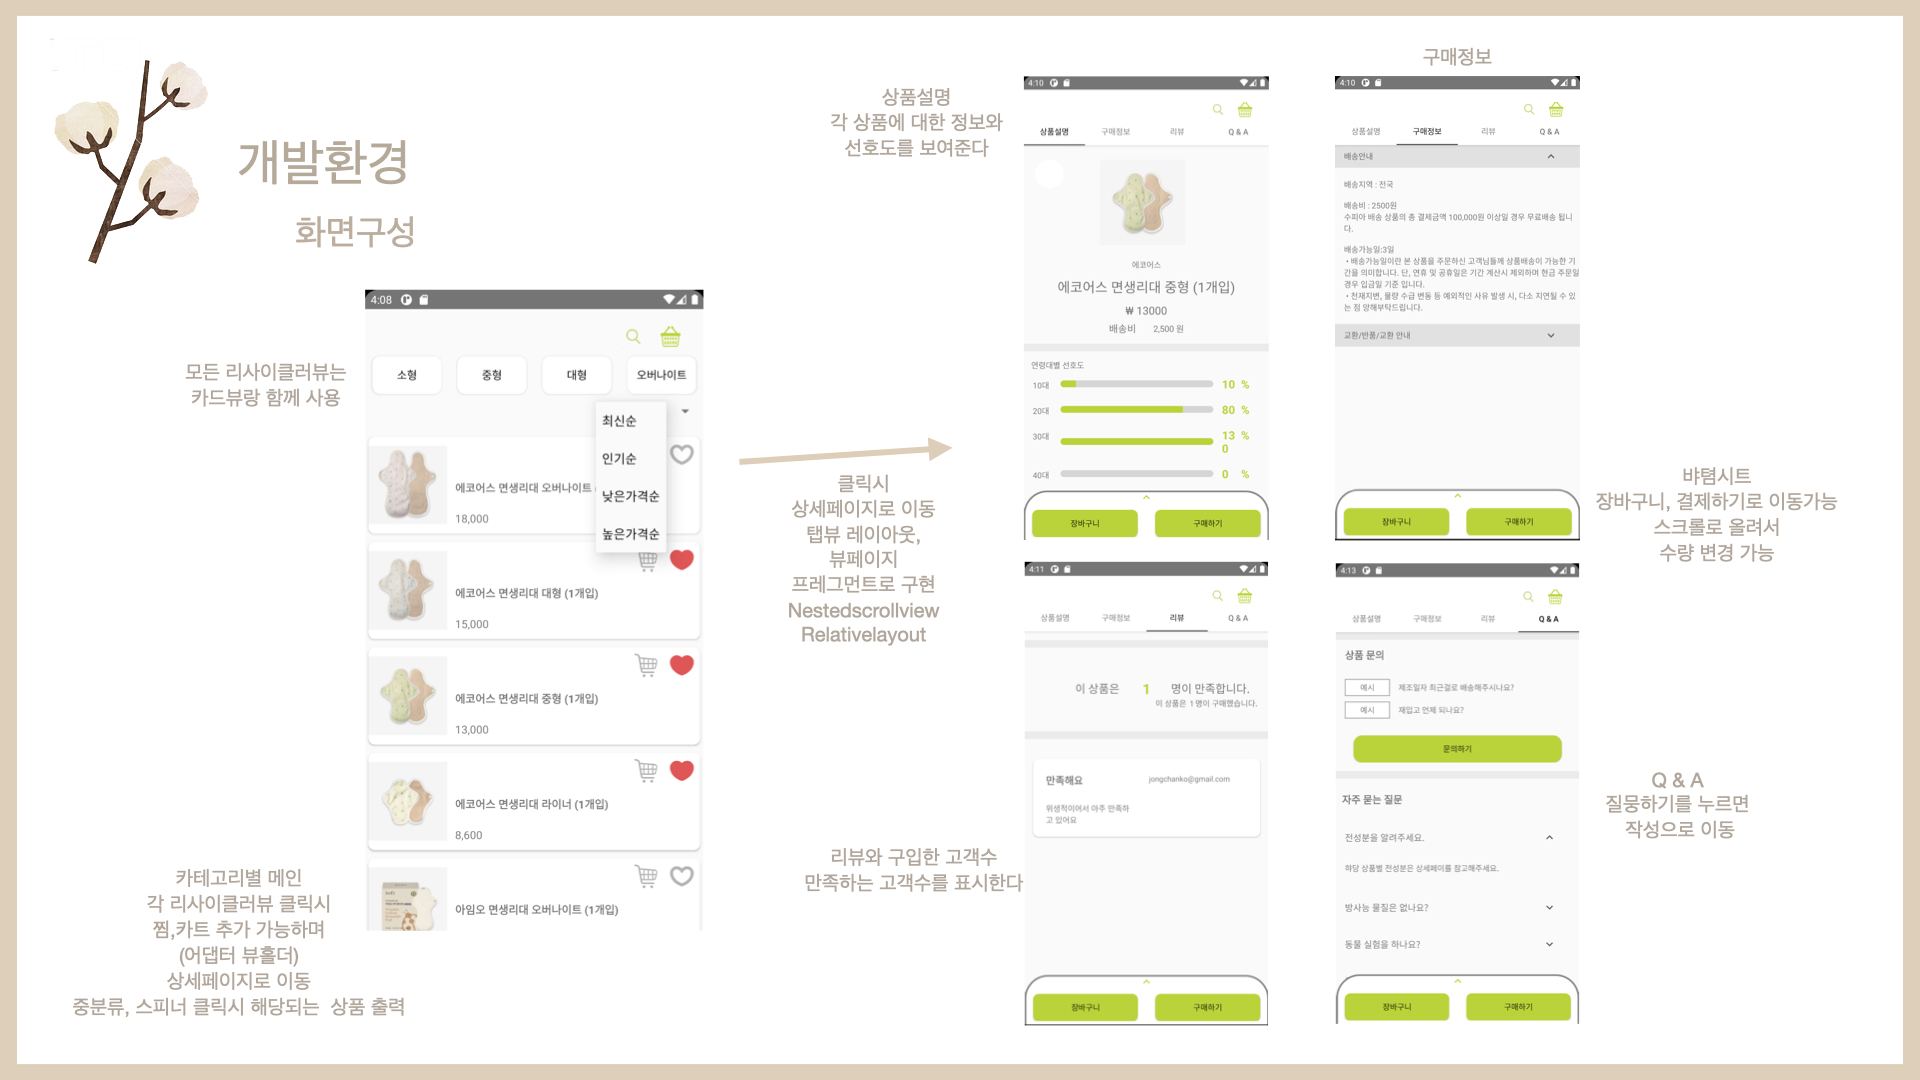 개발환경
화면구성
모든 리사이클러뷰는
카드뷰랑 함께 사용
4:08
소형
중형
대형
오버나이트
최신순
인기순
낮은가격순
높은가격순
에코어스 면생리대 오버나이트 (
18,000
에코어스 면생리대 대형 (1개입)
15,000
에코어스 면생리대 중형 (1개입)
13,000
에코어스 면생리대 라이너 (1개입)
8,600
아임오 면생리대 오버나이트 (1개입)
카테고리별 메인
각 리사이클러뷰 클릭시
찜,카트 추가 가능하며
(어댑터 뷰홀더)
상세페이지로 이동
중분류, 스피너 클릭시 해당되는 상품 출력
클릭시
상세페이지로 이동
탭뷰 레이아웃,
뷰페이지
프레그먼트로 구현
Nestedscrollview
Relativelayout
상품설명
각 상품에 대한 정보와
선호도를 보여준다
4:10
상품설명 구매정보 리뷰 Q & A
에코어스
에코어스 면생리대 중형 (1개입)
₩ 13000
배송비 2,500 원
연령대별 선호도
10대 10 %
20대 80 %
30대 13 %
0
40대 0 %
장바구니 구매하기
구매정보
4:10
상품설명 구매정보 리뷰 Q & A
배송안내
배송지역 : 전국
배송비 : 2500원
수피아 배송 상품의 총 결제금액 100,000원 이상일 경우 무료배송 됩니
다.
배송가능일:3일
・배송가능일이란 본 상품을 주문하신 고객님들께 상품배송이 가능한 기
간을 의미합니다. 단, 연휴 및 공휴일은 기간 계산시 제외하며 현금 주문일
경우 입금일 기준 입니다.
・천재지변, 물량 수급 변동 등 예외적인 사유 발생 시, 다소 지연될 수 있
는 점 양해부탁드립니다.
교환/반품/교환 안내
장바구니 구매하기
뱌텸시트
장바구니, 결제하기로 이동가능
스크롤로 올려서
수량 변경 가능
4:11
상품설명 구매정보 리뷰 Q & A
이 상품은 1 명이 만족합니다.
이 상품은 1 명이 구매했습니다.
만족해요 jongchanko@gmail.com
위생적이어서 아주 만족하
고 있어요
장바구니 구매하기
리뷰와 구입한 고객수
만족하는 고객수를 표시한다
4:13
상품설명 구매정보 리뷰 Q & A
상품 문의
예시 제조일자 최근걸로 배송해주시나요?
예시 재입고 언제 되나요?
문의하기
자주 묻는 질문
전성분을 알려주세요.
하당 상품별 전성분은 상세페이를 참고해주세요.
방사능 물질은 없나요?
동물 실험을 하나요?
장바구니 구매하기
Q & A
질뭉하기를 누르면
작성으로 이동